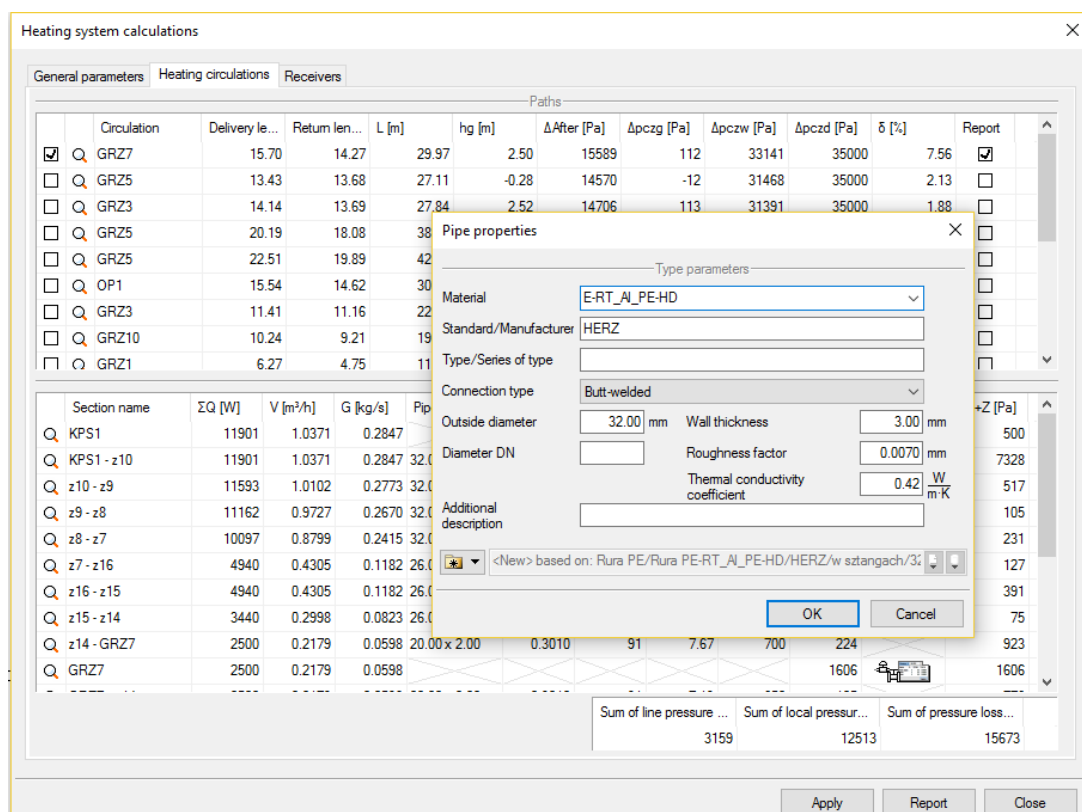 Heating system calculations
General parameters Heating circulations Receivers
Paths
Circulation Delivery le... Return len... L [m] hg [m] ΔAfter [Pa] Δpczg [Pa] Δpczw [Pa] Δpczd [Pa] δ [%] Report
GRZ7 15.70 14.27 29.97 2.50 15589 112 33141 35000 7.56
GRZ5 13.43 13.68 27.11 -0.28 14570 -12 31468 35000 2.13
GRZ3 14.14 13.69 27.84 2.52 14706 113 31391 35000 1.88
GRZ5 20.19 18.08 38
GRZ5 22.51 19.89 42
OP1 15.54 14.62 30
GRZ3 11.41 11.16 22
GRZ10 10.24 9.21 19
GRZ1 6.27 4.75 11
Pipe properties
Type parameters
Material E-RT_Al_PE-HD
Standard/Manufacturer HERZ
Type/Series of type
Connection type Butt-welded
Outside diameter 32.00 mm Wall thickness 3.00 mm
Diameter DN Roughness factor 0.0070 mm
Thermal conductivity coefficient 0.42 W/m·K
Additional description
<New> based on: Rura PE/Rura PE-RT_Al_PE-HD/HERZ/w sztangach/32
OK Cancel
Section name ΣQ [W] V [m³/h] G [kg/s] Pip +Z [Pa]
KPS1 11901 1.0371 0.2847 500
KPS1 - z10 11901 1.0371 0.2847 32.0 7328
z10 - z9 11593 1.0102 0.2773 32.0 517
z9 - z8 11162 0.9727 0.2670 32.0 105
z8 - z7 10097 0.8799 0.2415 32.0 231
z7 - z16 4940 0.4305 0.1182 26.0 127
z16 - z15 4940 0.4305 0.1182 26.0 391
z15 - z14 3440 0.2998 0.0823 26.0 75
z14 - GRZ7 2500 0.2179 0.0598 20.00 x 2.00 0.3010 91 7.67 700 224 923
GRZ7 2500 0.2179 0.0598 1606 1606
Sum of line pressure ... Sum of local pressur... Sum of pressure loss...
3159 12513 15673
Apply Report Close